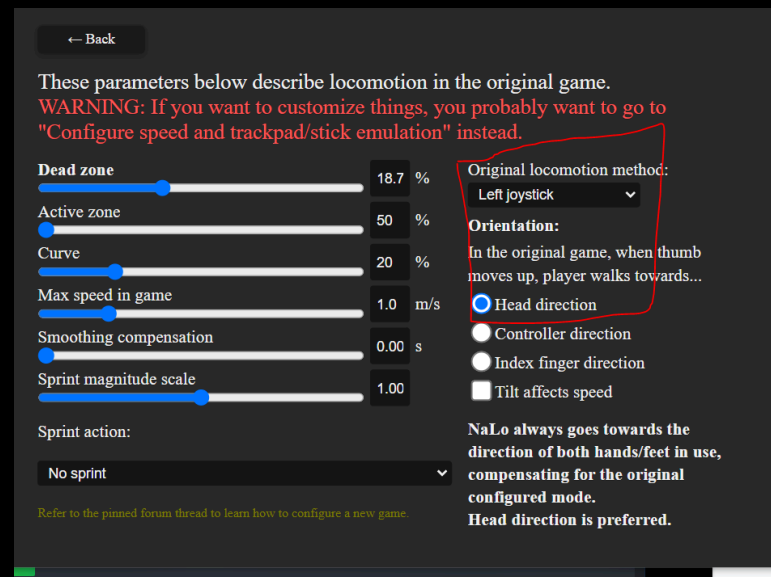 ← Back
These parameters below describe locomotion in the original game.
WARNING: If you want to customize things, you probably want to go to
"Configure speed and trackpad/stick emulation" instead.
Dead zone
18.7 %
Active zone
50 %
Curve
20 %
Max speed in game
1.0 m/s
Smoothing compensation
0.00 s
Sprint magnitude scale
1.00
Sprint action:
No sprint
Refer to the pinned forum thread to learn how to configure a new game.
Original locomotion method:
Left joystick
Orientation:
In the original game, when thumb
moves up, player walks towards...
Head direction
Controller direction
Index finger direction
Tilt affects speed
NaLo always goes towards the
direction of both hands/feet in use,
compensating for the original
configured mode.
Head direction is preferred.